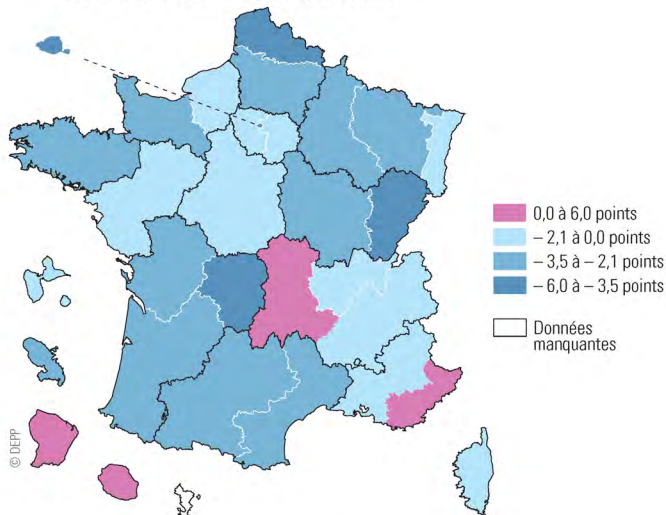 0,0 à 6,0 points
– 2,1 à 0,0 points
– 3,5 à – 2,1 points
– 6,0 à – 3,5 points
Données
manquantes
© DEPP